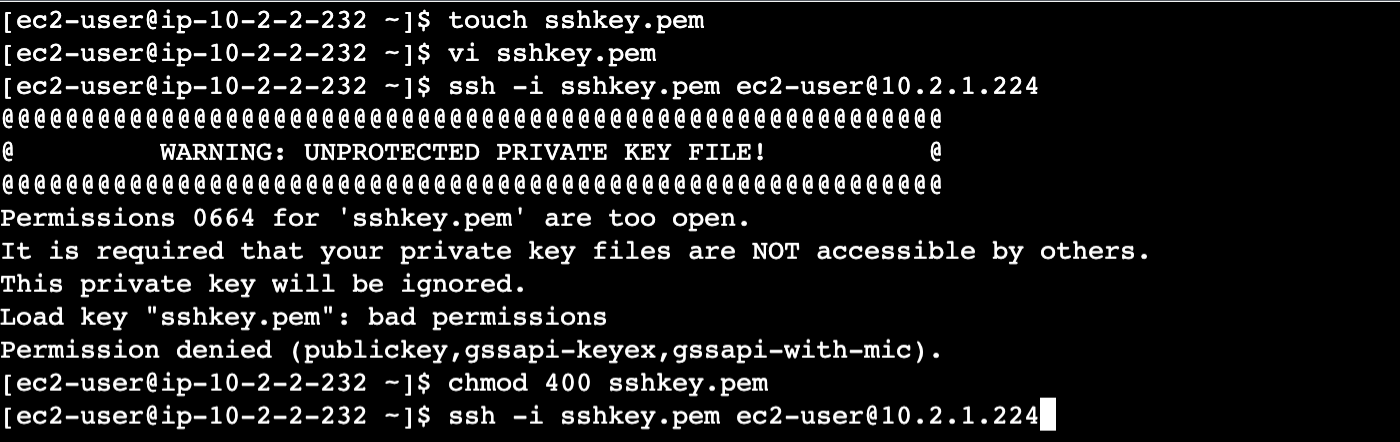 [ec2-user@ip-10-2-2-232 ~]$ touch sshkey.pem
[ec2-user@ip-10-2-2-232 ~]$ vi sshkey.pem
[ec2-user@ip-10-2-2-232 ~]$ ssh -i sshkey.pem ec2-user@10.2.1.224
@@@@@@@@@@@@@@@@@@@@@@@@@@@@@@@@@@@@@@@@@@@@@@@@@@@@@@@@@@@
@         WARNING: UNPROTECTED PRIVATE KEY FILE!          @
@@@@@@@@@@@@@@@@@@@@@@@@@@@@@@@@@@@@@@@@@@@@@@@@@@@@@@@@@@@
Permissions 0664 for 'sshkey.pem' are too open.
It is required that your private key files are NOT accessible by others.
This private key will be ignored.
Load key "sshkey.pem": bad permissions
Permission denied (publickey,gssapi-keyex,gssapi-with-mic).
[ec2-user@ip-10-2-2-232 ~]$ chmod 400 sshkey.pem
[ec2-user@ip-10-2-2-232 ~]$ ssh -i sshkey.pem ec2-user@10.2.1.224